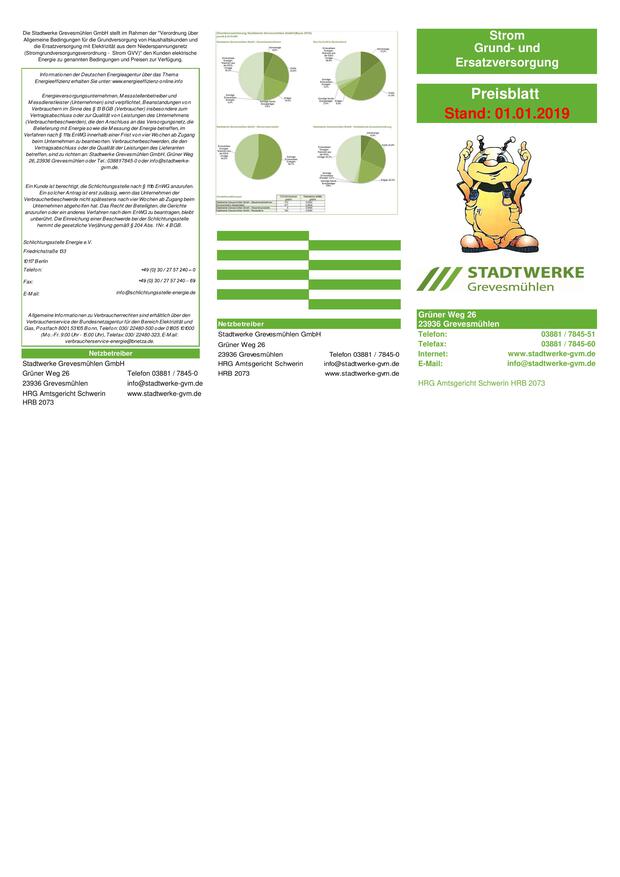 Die Stadtwerke Grevesmühlen GmbH stellt im Rahmen der "Verordnung über
Allgemeine Bedingungen für die Grundversorgung von Haushaltskunden und
die Ersatzversorgung mit Elektrizität aus dem Niederspannungsnetz
(Stromgrundversorgungsverordnung - Strom GVV)" den Kunden elektrische
Energie zu genannten Bedingungen und Preisen zur Verfügung.
Informationen der Deutschen Energieagentur über das Thema
Energieeffizienz erhalten Sie unter: www.energieeffizienz-online.info
Energieversorgungsunternehmen, Messstellenbetreiber und
Messdienstleister (Unternehmen) sind verpflichtet, Beanstandungen von
Verbrauchern im Sinne des § 13 BGB (Verbraucher) insbesondere zum
Vertragsabschluss oder zur Qualität von Leistungen des Unternehmens
(Verbraucherbeschwerden), die den Anschluss an das Versorgungsnetz, die
Belieferung mit Energie sowie die Messung der Energie betreffen, im
Verfahren nach § 111a EnWG innerhalb einer Frist von vier Wochen ab Zugang
beim Unternehmen zu beantworten. Verbraucherbeschwerden, die den
Vertragsabschluss oder die Qualität der Leistungen des Lieferanten
betreffen, sind zu richten an: Stadtwerke Grevesmühlen GmbH, Grüner Weg
26, 23936 Grevesmühlen oder Tel.: 03881/7845-0 oder info@stadtwerke-
gvm.de.
Ein Kunde ist berechtigt, die Schlichtungsstelle nach § 111b EnWG anzurufen.
Ein solcher Antrag ist erst zulässig, wenn das Unternehmen der
Verbraucherbeschwerde nicht spätestens nach vier Wochen ab Zugang beim
Unternehmen abgeholfen hat. Das Recht der Beteiligten, die Gerichte
anzurufen oder ein anderes Verfahren nach dem EnWG zu beantragen, bleibt
unberührt. Die Einreichung einer Beschwerde bei der Schlichtungsstelle
hemmt die gesetzliche Verjährung gemäß § 204 Abs. 1 Nr. 4 BGB.
Schlichtungsstelle Energie e.V.
Friedrichstraße 133
10117 Berlin
Telefon: +49 (0) 30 / 27 57 240 – 0
Fax: +49 (0) 30 / 27 57 240 – 69
E-Mail: info@schlichtungsstelle-energie.de
Allgemeine Informationen zu Verbraucherrechten sind erhältlich über den
Verbraucherservice der Bundesnetzagentur für den Bereich Elektrizität und
Gas, Postfach 8001 53105 Bonn, Telefon: 030/ 22480-500 oder 01805 101000
(Mo.-Fr. 9:00 Uhr - 15:00 Uhr), Telefax: 030/ 22480-323, E-Mail:
verbraucherservice-energie@bnetza.de.
Netzbetreiber
Stadtwerke Grevesmühlen GmbH
Grüner Weg 26 Telefon 03881 / 7845-0
23936 Grevesmühlen info@stadtwerke-gvm.de
HRG Amtsgericht Schwerin www.stadtwerke-gvm.de
HRB 2073
Netzbetreiber
Stadtwerke Grevesmühlen GmbH
Grüner Weg 26
23936 Grevesmühlen Telefon 03881 / 7845-0
HRG Amtsgericht Schwerin info@stadtwerke-gvm.de
HRB 2073 www.stadtwerke-gvm.de
Strom
Grund- und
Ersatzversorgung
Preisblatt
Stand: 01.01.2019
STADTWERKE
Grevesmühlen
Grüner Weg 26
23936 Grevesmühlen
Telefon: 03881 / 7845-51
Telefax: 03881 / 7845-60
Internet: www.stadtwerke-gvm.de
E-Mail: info@stadtwerke-gvm.de
HRG Amtsgericht Schwerin HRB 2073